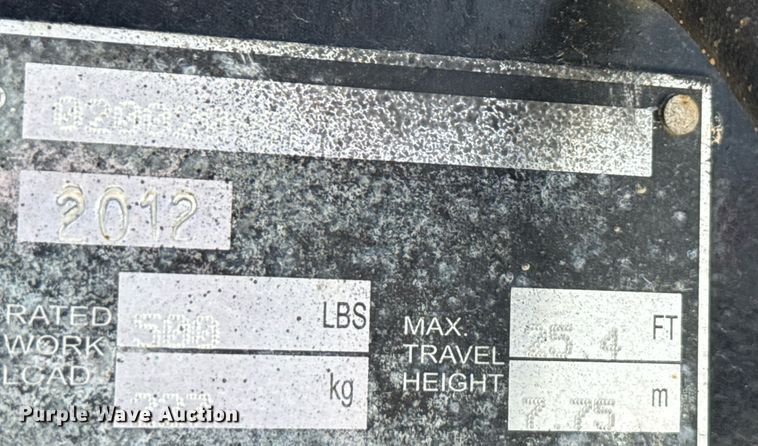 2012
RATED WORK LOAD 500 LBS
kg
MAX. TRAVEL HEIGHT 25.4 FT
7.75 m
Purple Wave Auction